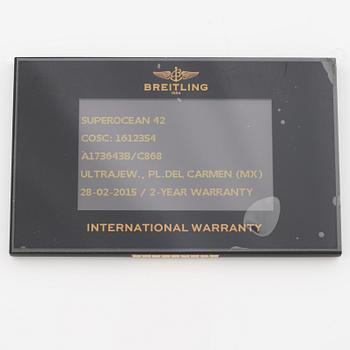 BREITLING
1884
SUPEROCEAN 42
COSC: 1612354
A173643B/C868
ULTRAJEW., PL.DEL CARMEN (MX)
28-02-2015 / 2-YEAR WARRANTY
INTERNATIONAL WARRANTY